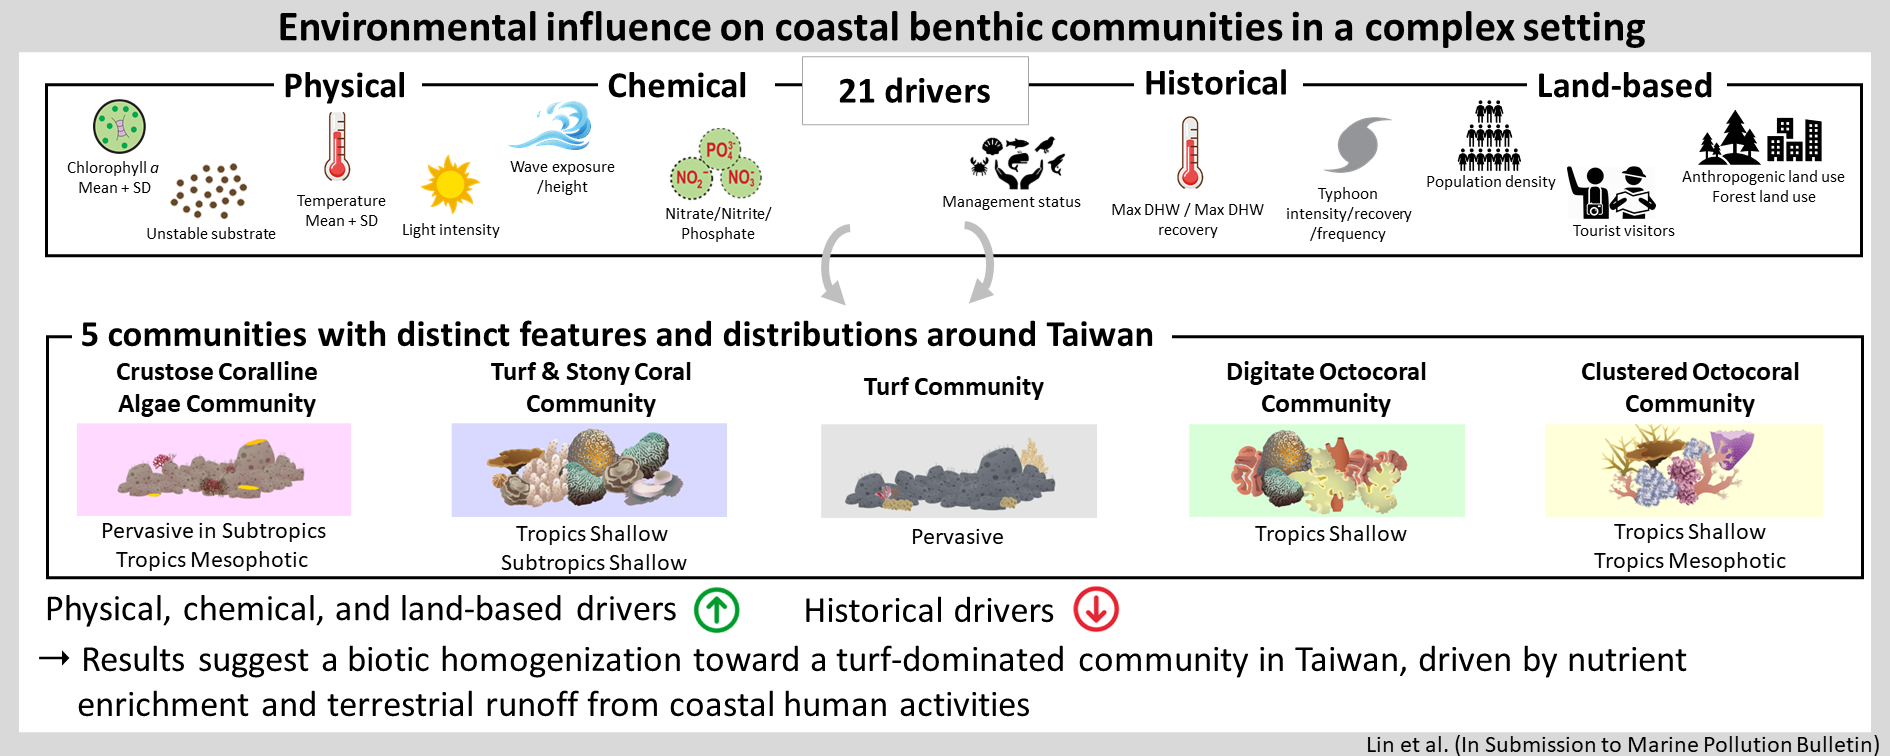 Environmental influence on coastal benthic communities in a complex setting
Physical
Chemical
21 drivers
Historical
Land-based
Chlorophyll a
Mean + SD
Unstable substrate
Temperature
Mean + SD
Light intensity
Wave exposure
/height
PO₄³⁻
NO₂⁻
NO₃⁻
Nitrate/Nitrite/
Phosphate
Management status
Max DHW / Max DHW
recovery
Typhoon
intensity/recovery
/frequency
Population density
Tourist visitors
Anthropogenic land use
Forest land use
5 communities with distinct features and distributions around Taiwan
Crustose Coralline
Algae Community
Pervasive in Subtropics
Tropics Mesophotic
Turf & Stony Coral
Community
Tropics Shallow
Subtropics Shallow
Turf Community
Pervasive
Digitate Octocoral
Community
Tropics Shallow
Clustered Octocoral
Community
Tropics Shallow
Tropics Mesophotic
Physical, chemical, and land-based drivers ↑ Historical drivers ↓
→ Results suggest a biotic homogenization toward a turf-dominated community in Taiwan, driven by nutrient
enrichment and terrestrial runoff from coastal human activities
Lin et al. (In Submission to Marine Pollution Bulletin)